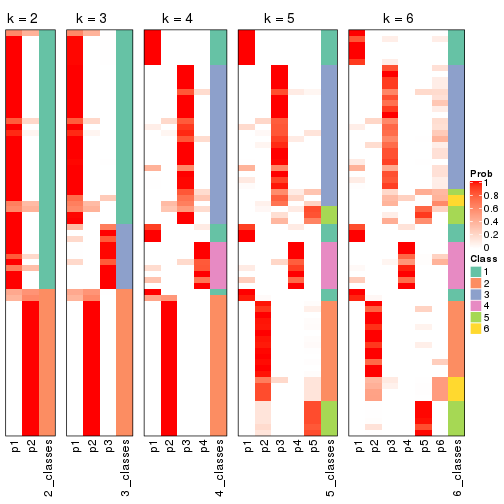 k = 2
k = 3
k = 4
k = 5
k = 6
p1
p2
2_classes
p1
p2
p3
3_classes
p1
p2
p3
p4
4_classes
p1
p2
p3
p4
p5
5_classes
p1
p2
p3
p4
p5
p6
6_classes
Prob
1
0.8
0.6
0.4
0.2
0
Class
1
2
3
4
5
6